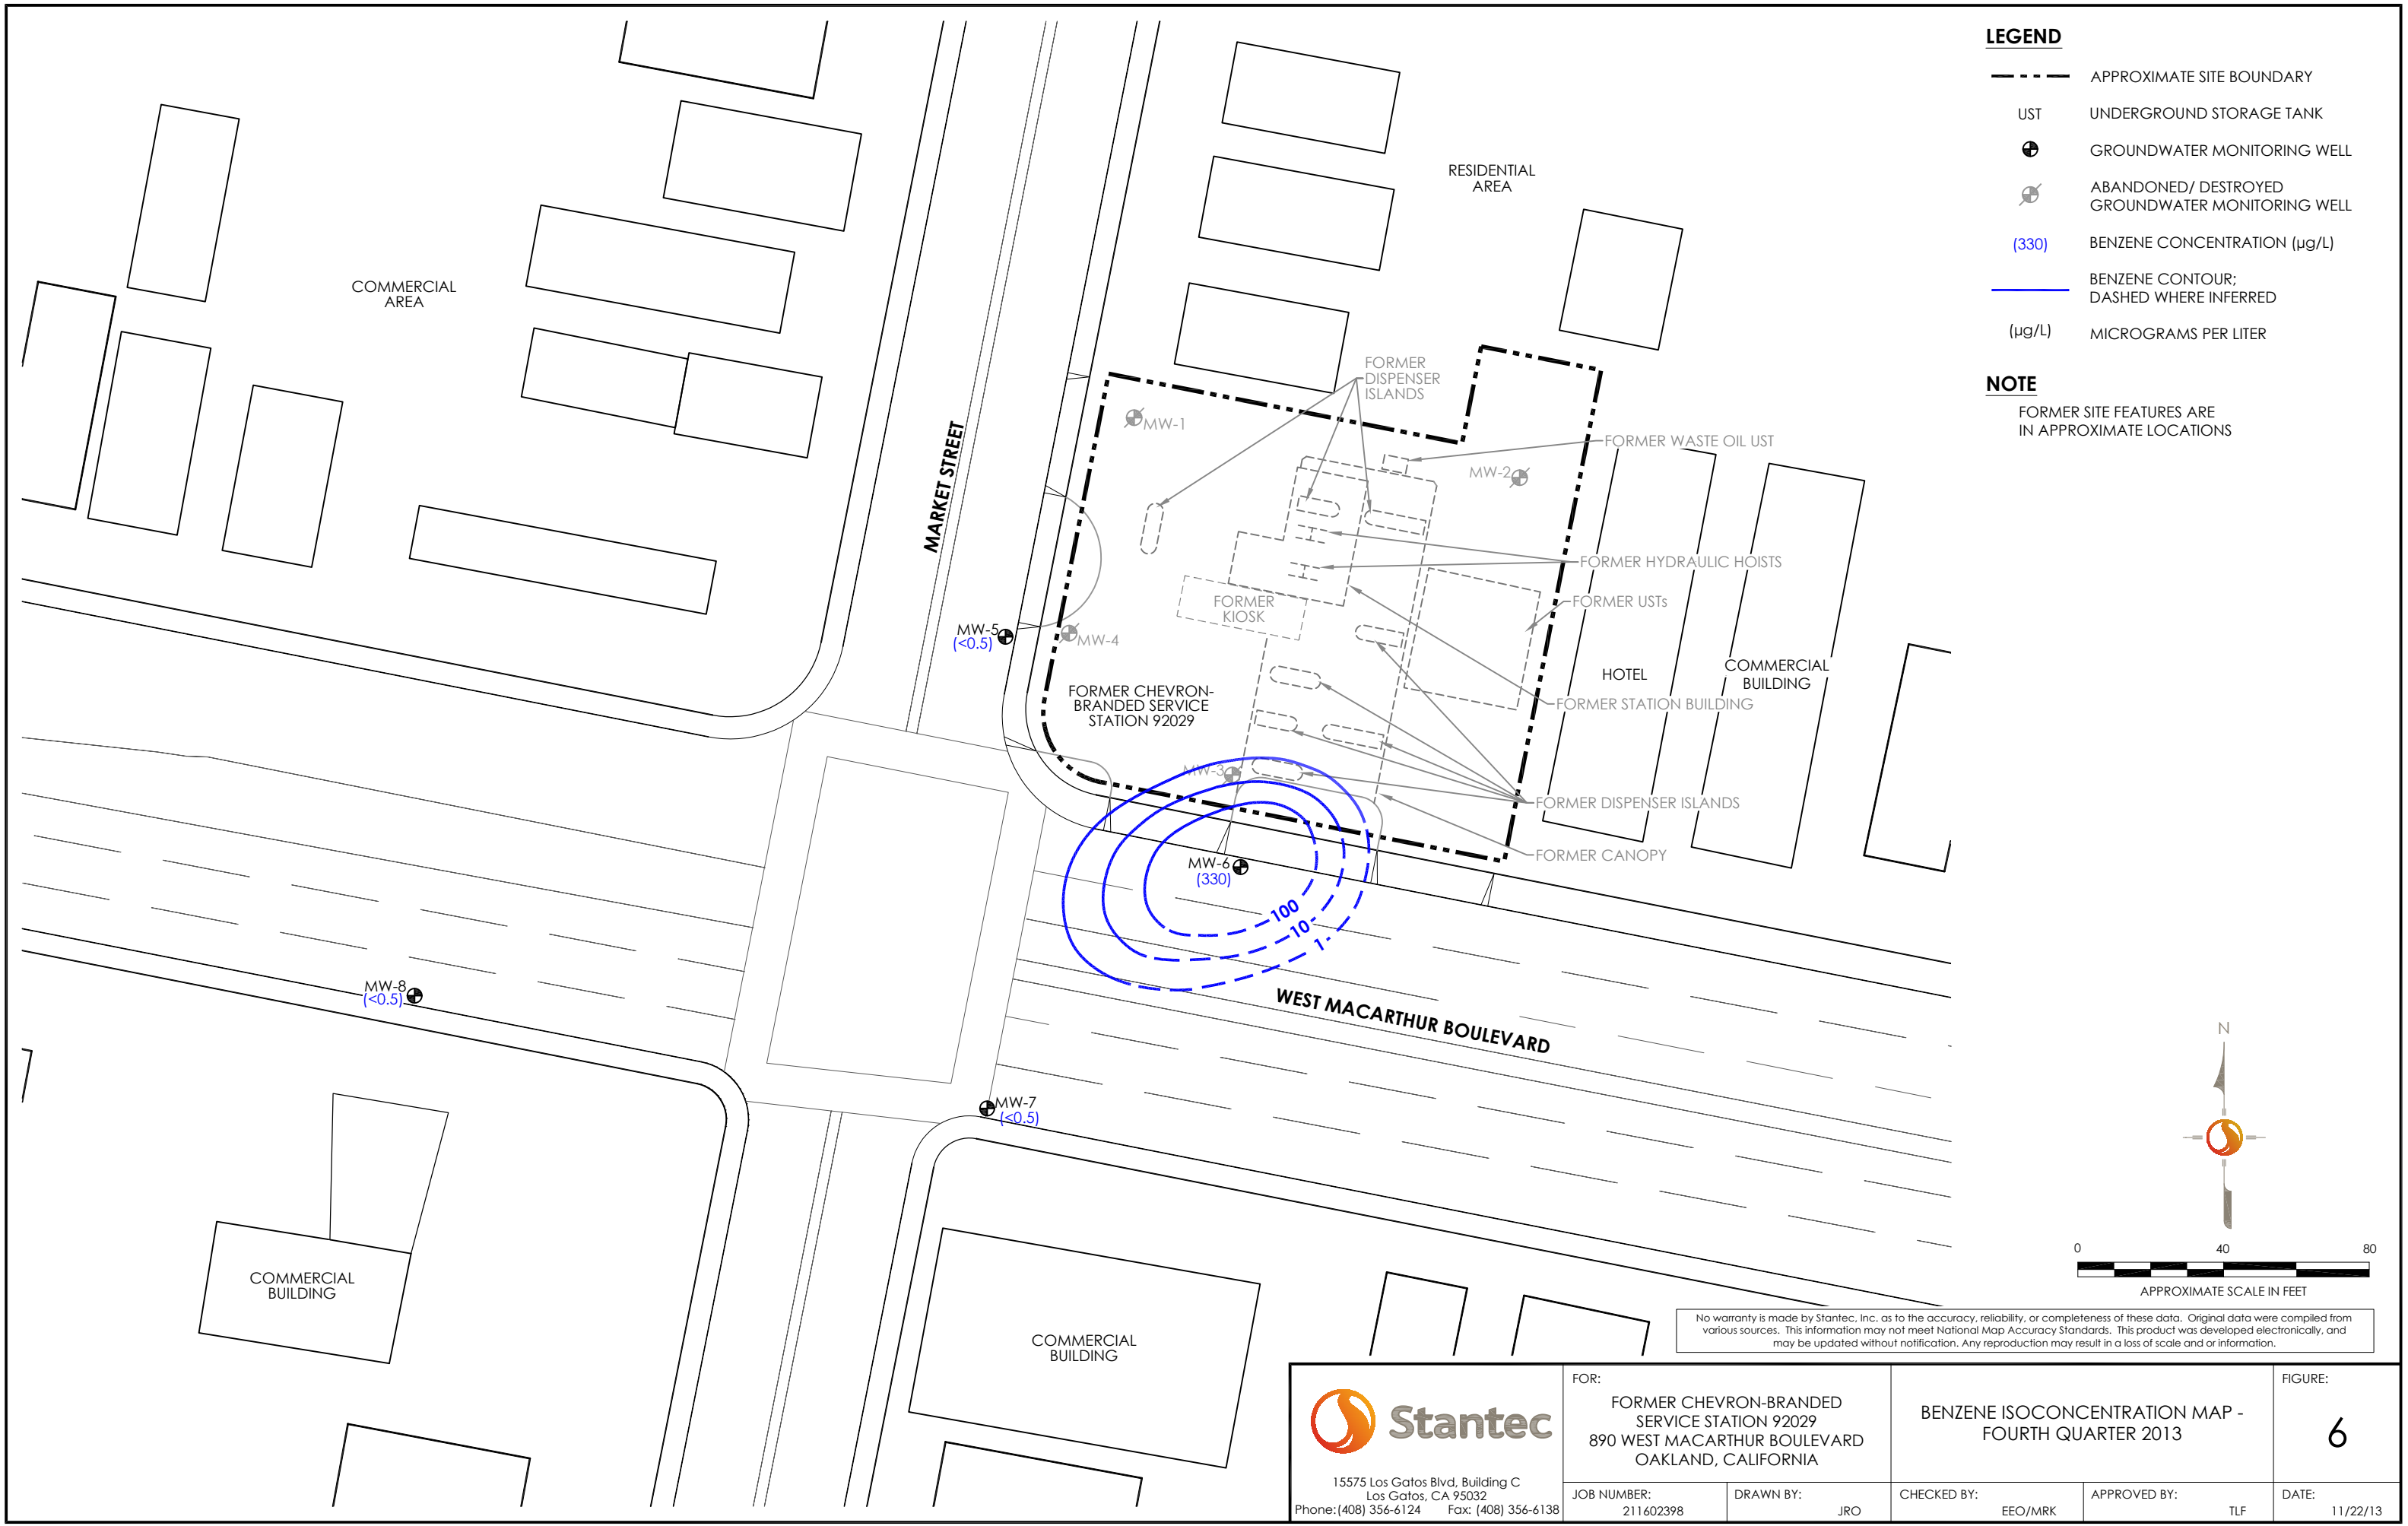 LEGEND
APPROXIMATE SITE BOUNDARY
UST UNDERGROUND STORAGE TANK
GROUNDWATER MONITORING WELL
ABANDONED/ DESTROYED
GROUNDWATER MONITORING WELL
(330) BENZENE CONCENTRATION (µg/L)
BENZENE CONTOUR;
DASHED WHERE INFERRED
(µg/L) MICROGRAMS PER LITER
NOTE
FORMER SITE FEATURES ARE
IN APPROXIMATE LOCATIONS
RESIDENTIAL
AREA
COMMERCIAL
AREA
MARKET STREET
FORMER
DISPENSER
ISLANDS
MW-1
FORMER WASTE OIL UST
MW-2
FORMER HYDRAULIC HOISTS
FORMER USTs
FORMER
KIOSK
MW-5
(<0.5)
MW-4
HOTEL
COMMERCIAL
BUILDING
FORMER CHEVRON-
BRANDED SERVICE
STATION 92029
FORMER STATION BUILDING
MW-3
FORMER DISPENSER ISLANDS
FORMER CANOPY
MW-6
(330)
100
10
1
MW-8
(<0.5)
WEST MACARTHUR BOULEVARD
MW-7
(<0.5)
N
0 40 80
APPROXIMATE SCALE IN FEET
COMMERCIAL
BUILDING
COMMERCIAL
BUILDING
No warranty is made by Stantec, Inc. as to the accuracy, reliability, or completeness of these data. Original data were compiled from
various sources. This information may not meet National Map Accuracy Standards. This product was developed electronically, and
may be updated without notification. Any reproduction may result in a loss of scale and or information.
Stantec
15575 Los Gatos Blvd, Building C
Los Gatos, CA 95032
Phone:(408) 356-6124 Fax: (408) 356-6138
FOR:
FORMER CHEVRON-BRANDED
SERVICE STATION 92029
890 WEST MACARTHUR BOULEVARD
OAKLAND, CALIFORNIA
BENZENE ISOCONCENTRATION MAP -
FOURTH QUARTER 2013
FIGURE:
6
JOB NUMBER:
211602398
DRAWN BY:
JRO
CHECKED BY:
EEO/MRK
APPROVED BY:
TLF
DATE:
11/22/13